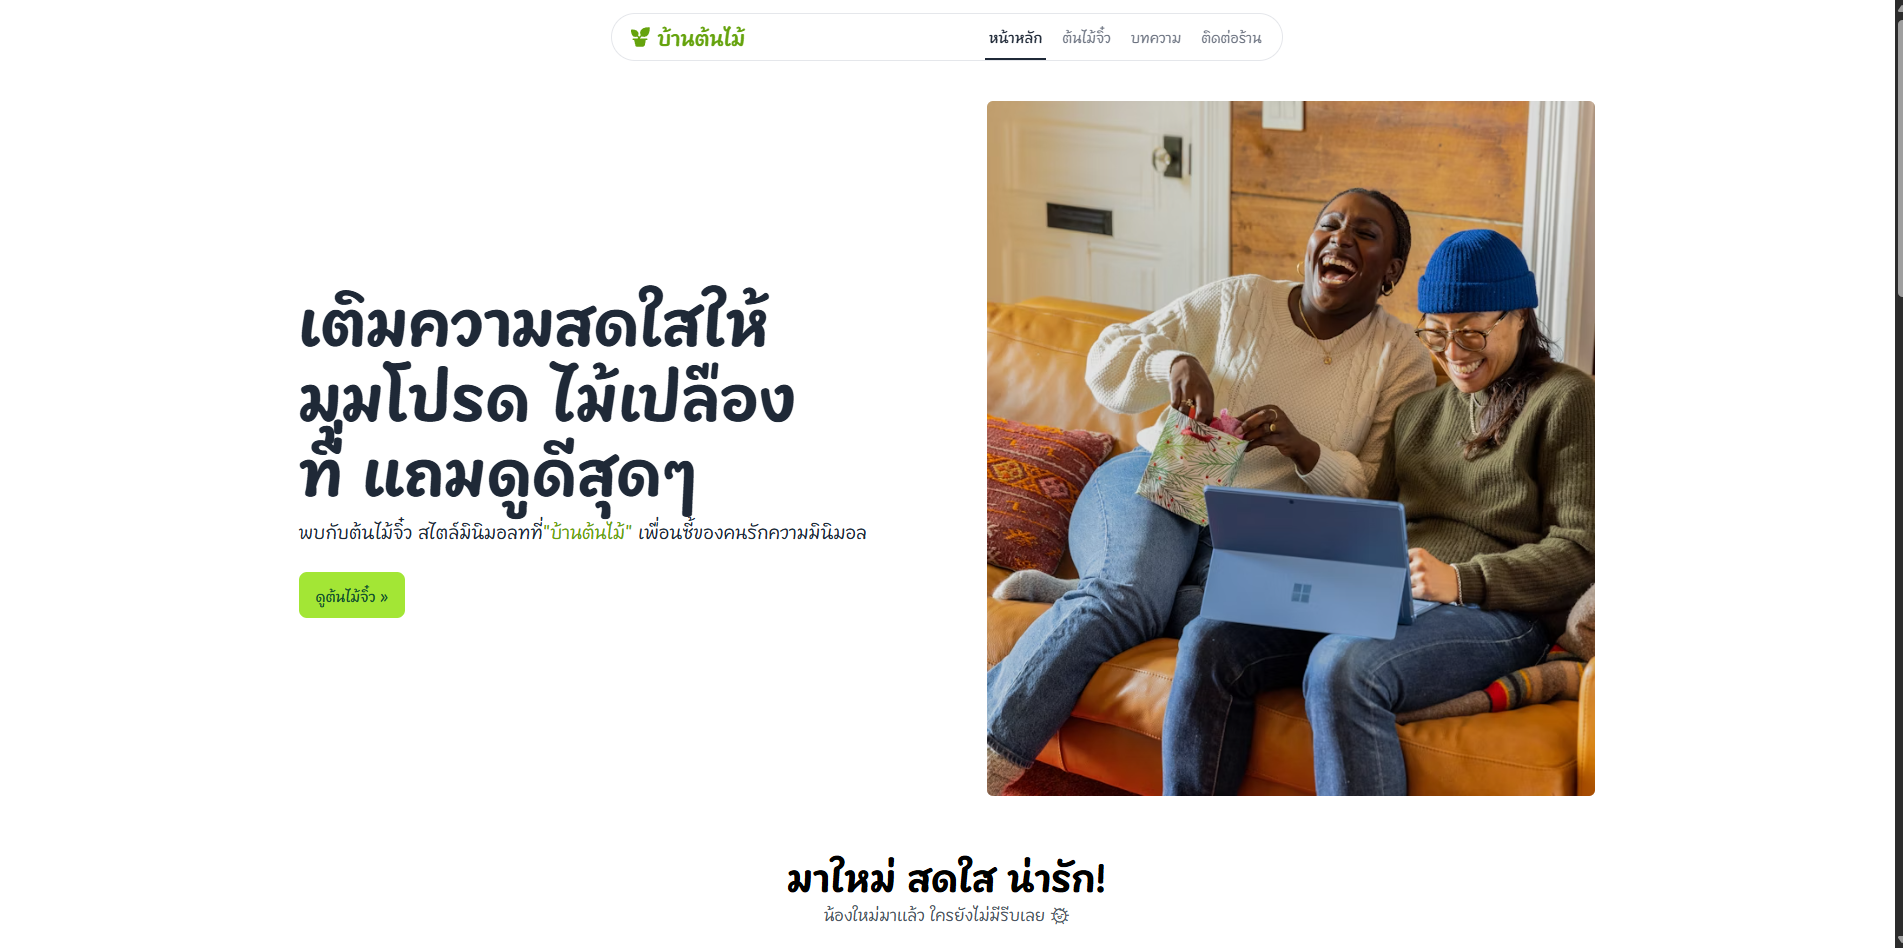 บ้านต้นไม้
หน้าหลัก ต้นไม้จิ๋ว บทความ ติดต่อร้าน
เติมความสดใสให้
มุมโปรด ไม้เปลือง
ที่ แถมดูดีสุดๆ
พบกับต้นไม้จิ๋ว สไตล์มินิมอลทที่"บ้านต้นไม้" เพื่อนซี้ของคนรักความมินิมอล
ดูต้นไม้จิ๋ว »
มาใหม่ สดใส น่ารัก!
น้องใหม่มาแล้ว ใครยังไม่มีรีบเลย